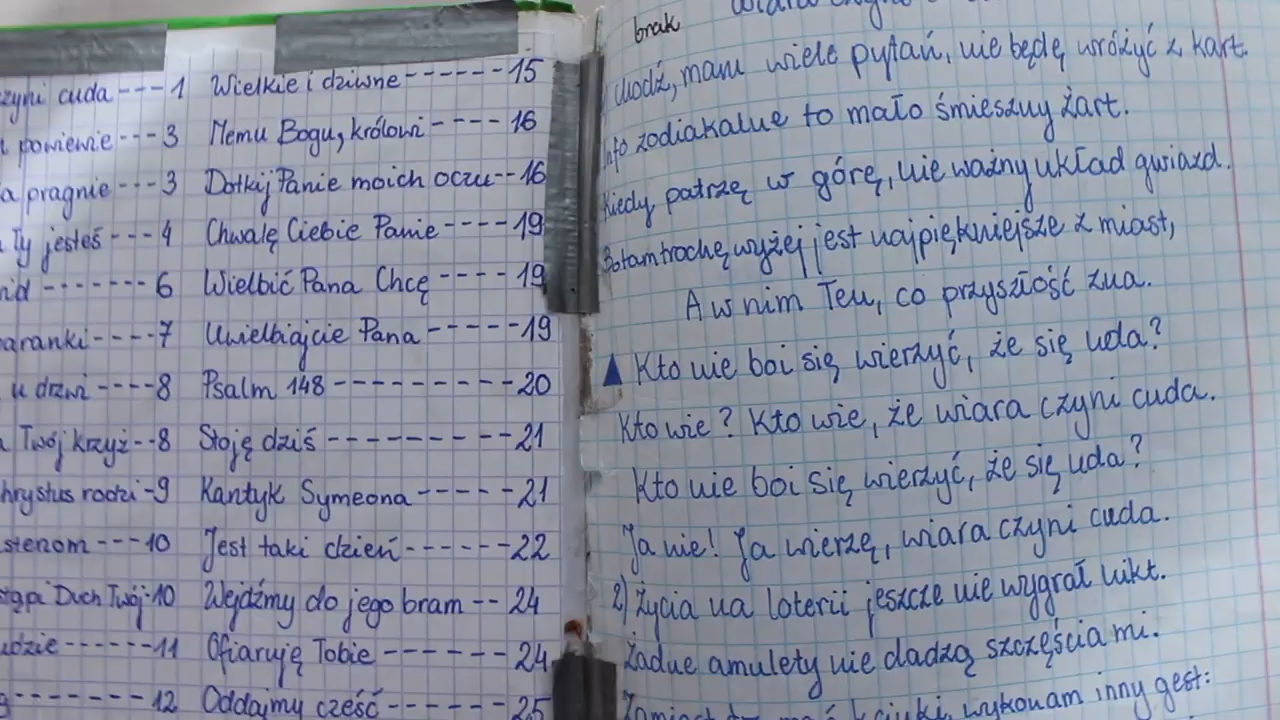 czyni cuda --- 1
powienie --- 3
pragnie --- 3
Ty jesteś --- 4
------- 6
baranki ---- 7
u drzwi ---- 8
Twój krzyż -- 8
Chrystus rodzi - 9
--- 10
Duch Twój - 10
------ 11
------- 12
Wielkie i dziwne ------ 15
Memu Bogu, królowi ---- 16
Dotknij Panie moich oczu -- 16
Chwalę Ciebie Panie ---- 19
Wielbić Pana Chcę ---- 19
Uwielbiajcie Pana ----- 19
Psalm 148 ---------- 20
Stoję dziś --------- 21
Kantyk Symeona ----- 21
Jest taki dzień ------ 22
Wejdźmy do jego bram -- 24
Ofiaruję Tobie ------ 24
Oddajmy cześć ------ 25
brak
wiara czyni
Chodź, mam wiele pytań, nie będę wróżyć z kart.
Info zodiakalne to mało śmieszny żart.
Kiedy patrzę w górę, nie ważny układ gwiazd.
Bo tam trochę wyżej jest najpiękniejsze z miast,
A w nim Ten, co przyszłość zna.
Kto nie boi się wierzyć, że się uda?
Kto wie? Kto wie, że wiara czyni cuda.
Kto nie boi się wierzyć, że się uda?
Ja nie! Ja wierzę, wiara czyni cuda.
2) Życia na loterii jeszcze nie wygrał nikt.
Żadne amulety nie dadzą szczęścia mi.
Zamiast kciuki, wykonam inny gest: